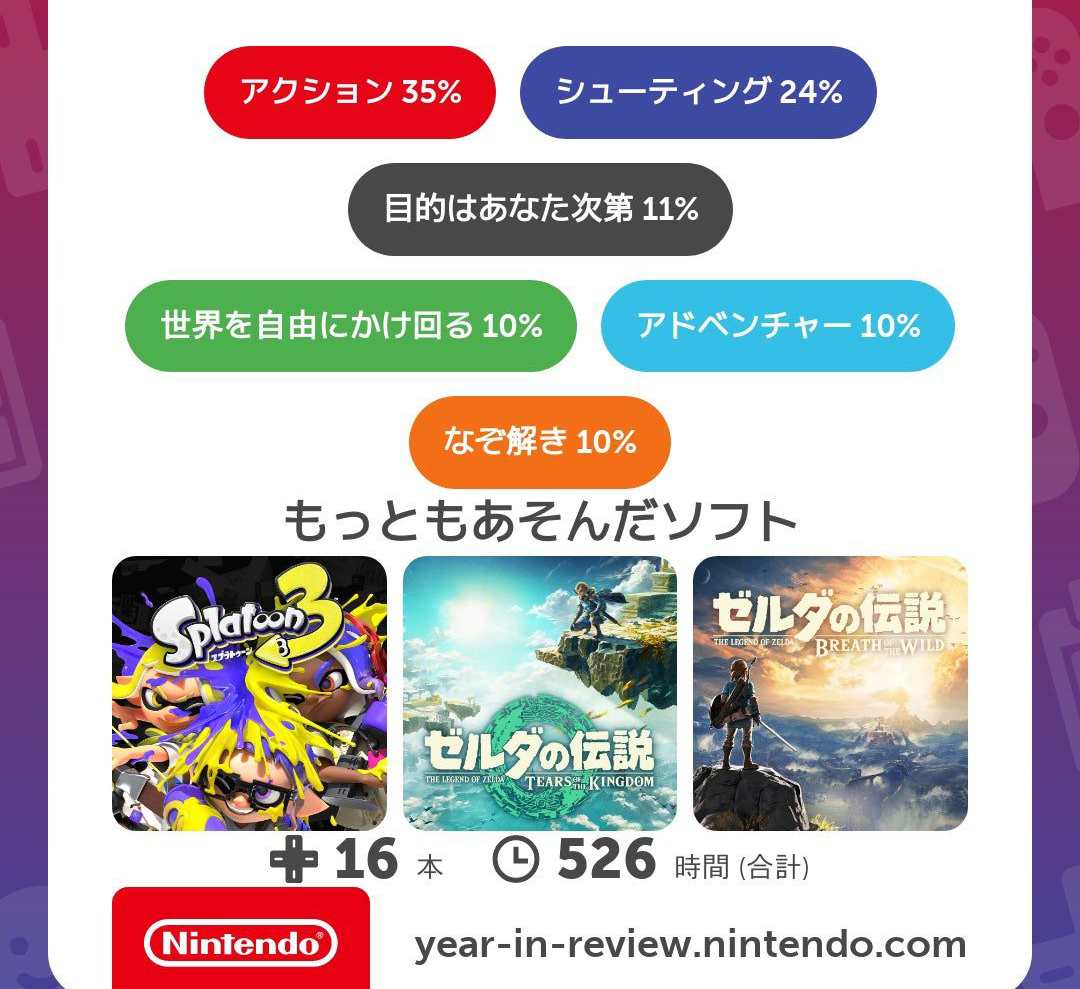 アクション 35%
シューティング 24%
目的はあなた次第 11%
世界を自由にかけ回る 10%
アドベンチャー 10%
なぞ解き 10%
もっともあそんだソフト
Splatoon 3
スプラトゥーン3
ゼルダの伝説
THE LEGEND OF ZELDA
TEARS OF THE KINGDOM
ゼルダの伝説
THE LEGEND OF ZELDA
BREATH OF THE WILD
16 本
526 時間 (合計)
Nintendo®
year-in-review.nintendo.com